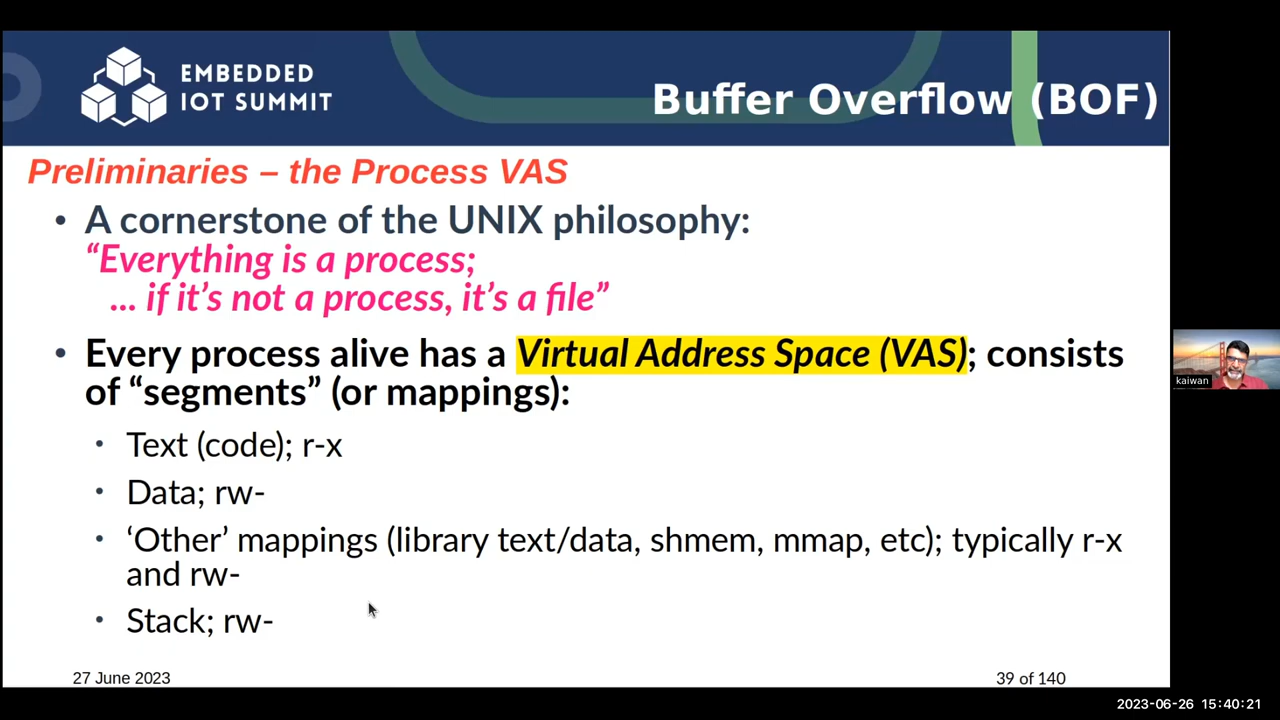 EMBEDDED
IOT SUMMIT
Buffer Overflow (BOF)
Preliminaries – the Process VAS
• A cornerstone of the UNIX philosophy:
“Everything is a process;
... if it’s not a process, it’s a file”
• Every process alive has a Virtual Address Space (VAS); consists
of “segments” (or mappings):
• Text (code); r-x
• Data; rw-
• ‘Other’ mappings (library text/data, shmem, mmap, etc); typically r-x
and rw-
• Stack; rw-
kaiwan
27 June 2023
39 of 140
2023-06-26 15:40:21